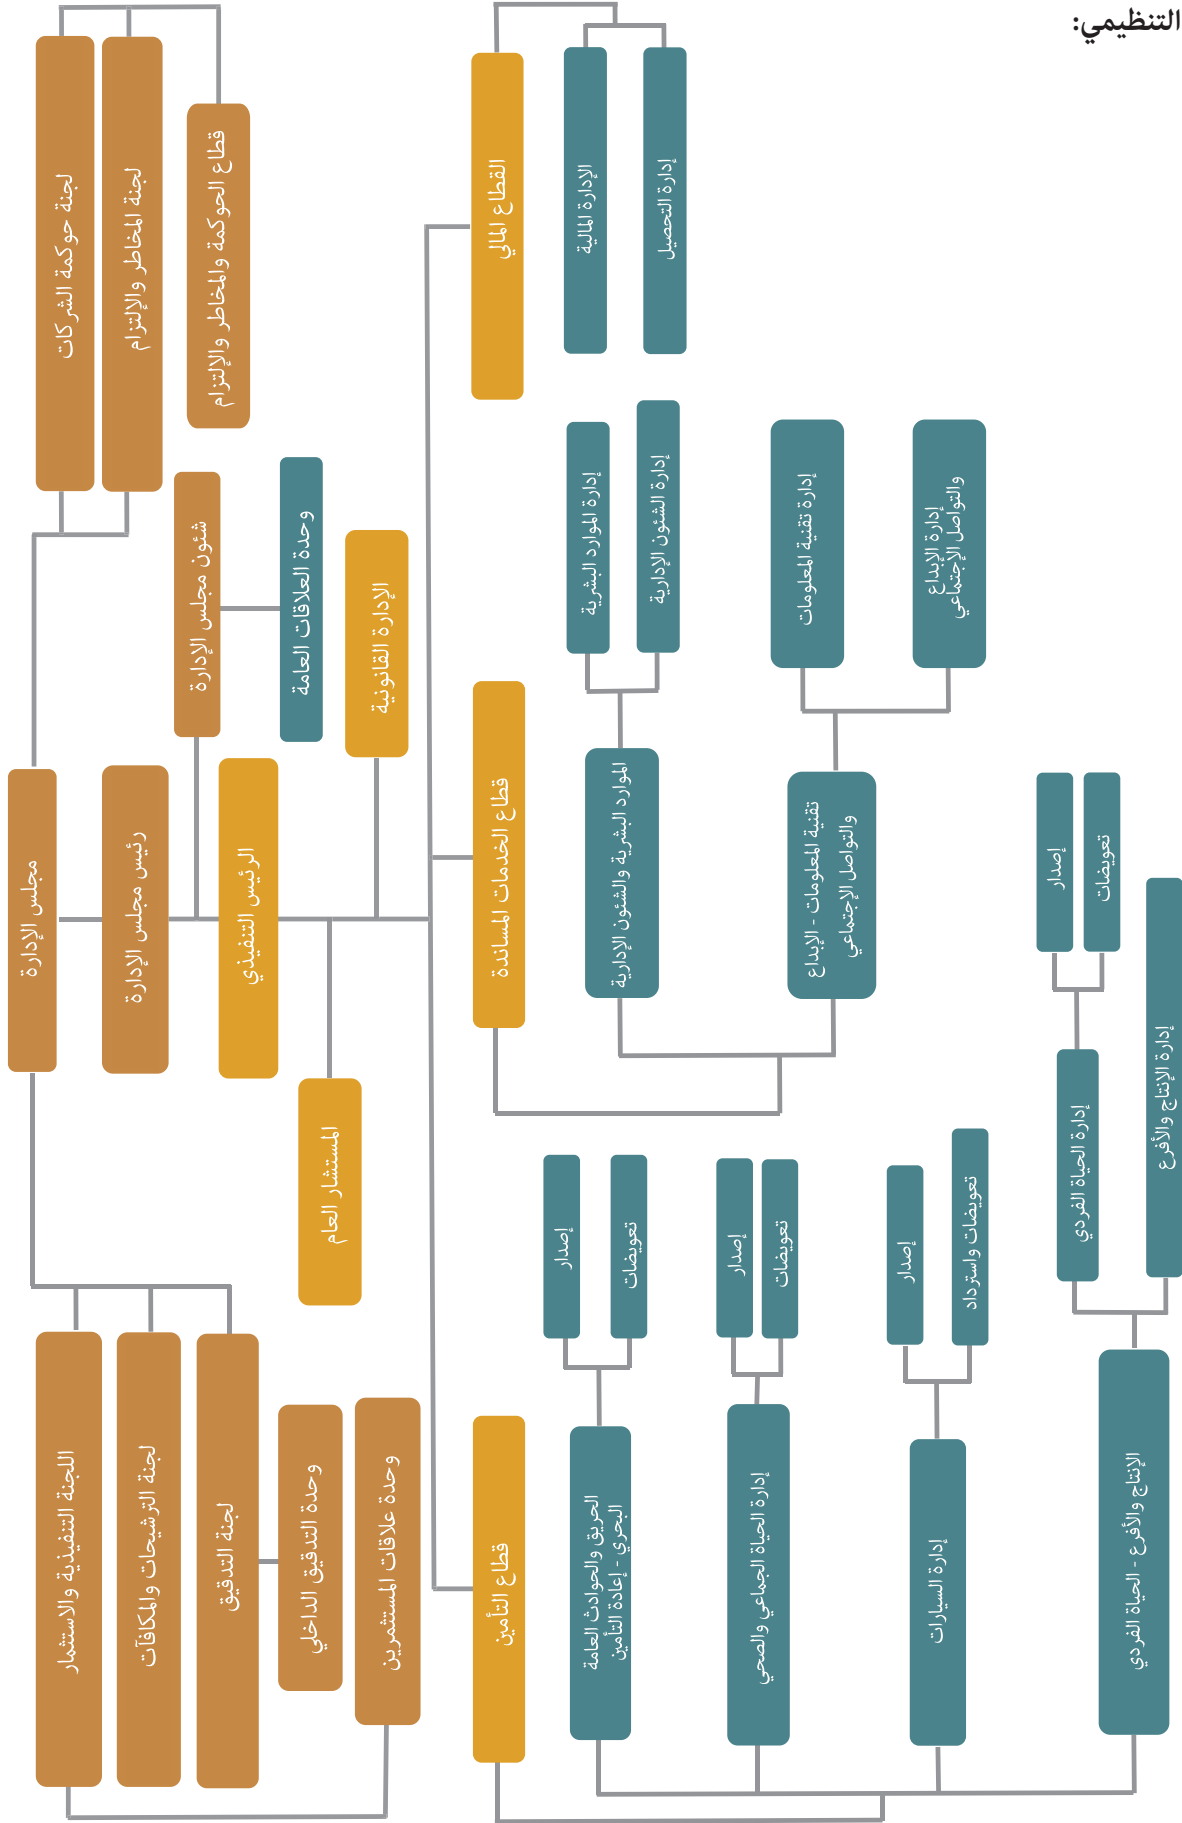 التنظيمي:
مجلس الإدارة
لجنة حوكمة الشركات
لجنة المخاطر والإلتزام
قطاع الحوكمة والمخاطر والإلتزام
اللجنة التنفيذية والاستثمار
لجنة الترشيحات والمكافآت
لجنة التدقيق
وحدة التدقيق الداخلي
وحدة علاقات المستثمرين
رئيس مجلس الإدارة
شئون مجلس الإدارة
وحدة العلاقات العامة
الرئيس التنفيذي
الإدارة القانونية
المستشار العام
القطاع المالي
الإدارة المالية
إدارة التحصيل
قطاع الخدمات المساندة
الموارد البشرية والشئون الإدارية
إدارة الموارد البشرية
إدارة الشئون الإدارية
تقنية المعلومات - الإبداع
والتواصل الإجتماعي
إدارة تقنية المعلومات
إدارة الإبداع
والتواصل الإجتماعي
قطاع التأمين
الحريق والحوادث العامة
البحري - إعادة التأمين
إصدار
تعويضات
إدارة الحياة الجماعي والصحي
إصدار
تعويضات
إدارة السيارات
إصدار
تعويضات واسترداد
الإنتاج والأفرع - الحياة الفردي
إدارة الحياة الفردي
إصدار
تعويضات
إدارة الإنتاج والأفرع